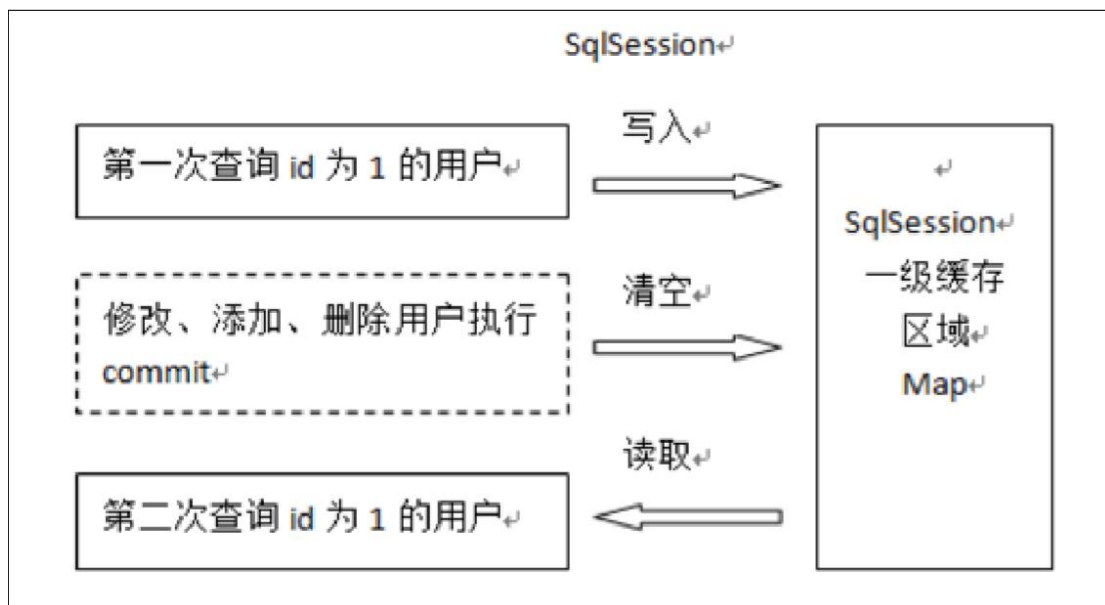 SqlSession↵
写入↵
第一次查询 id 为 1 的用户↵
↵
SqlSession↵
一级缓存
区域↵
Map↵
清空↵
修改、添加、删除用户执行
commit↵
读取↵
第二次查询 id 为 1 的用户↵